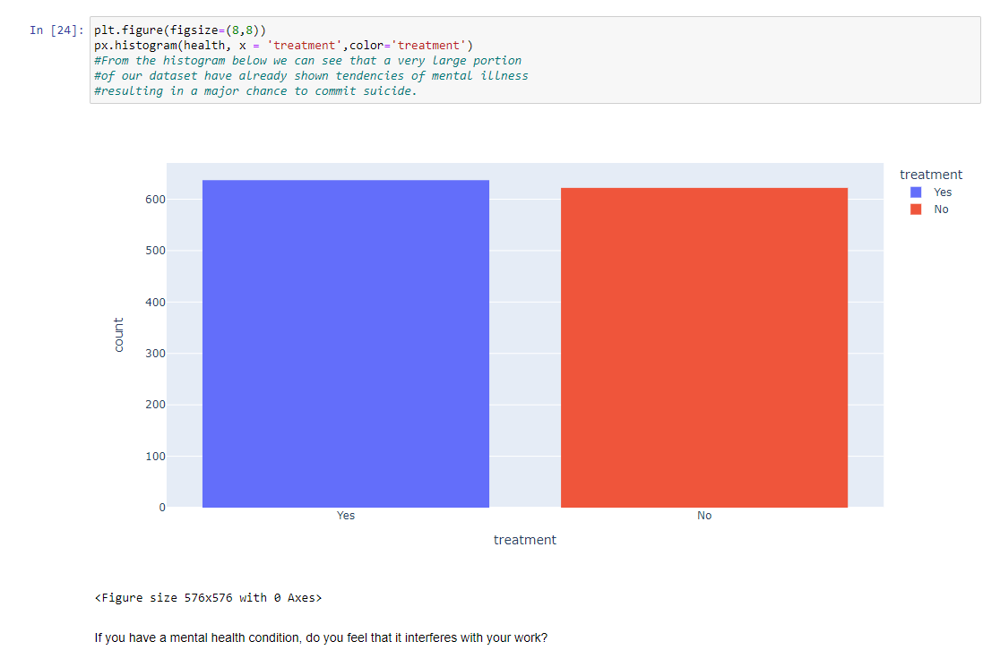 In [24]: plt.figure(figsize=(8,8))
px.histogram(health, x = 'treatment',color='treatment')
#From the histogram below we can see that a very large portion
#of our dataset have already shown tendencies of mental illness
#resulting in a major chance to commit suicide.
treatment
Yes
No
600
500
400
300
200
100
0
count
Yes
No
treatment
<Figure size 576x576 with 0 Axes>
If you have a mental health condition, do you feel that it interferes with your work?